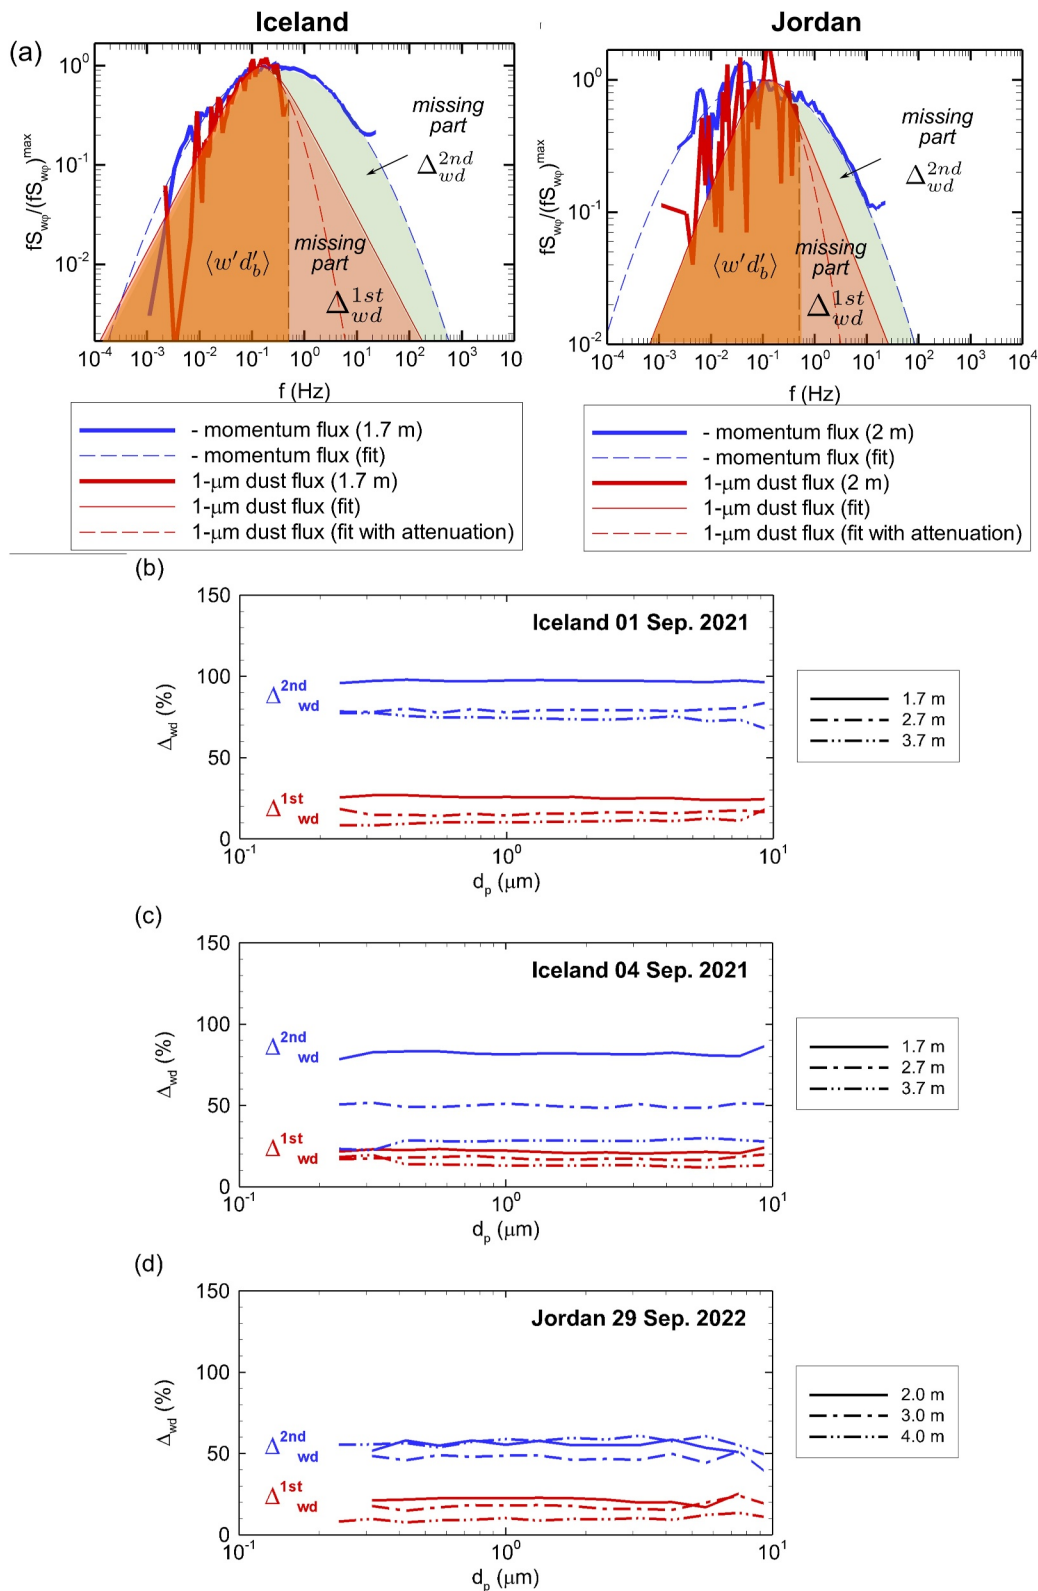 Iceland
Jordan
(a)
fS_wφ/(fS_wφ)^max
10^0
10^-1
10^-2
missing
part
Δ_wd^2nd
missing
part
Δ_wd^1st
⟨w′d′_b⟩
10^-4 10^-3 10^-2 10^-1 10^0 10^1 10^2 10^3 10
f (Hz)
fS_wφ/(fS_wφ)^max
10^0
10^-1
10^-2
missing
part
Δ_wd^2nd
⟨w′d′_b⟩
missing
part
Δ_wd^1st
10^-4 10^-3 10^-2 10^-1 10^0 10^1 10^2 10^3 10^4
f (Hz)
- momentum flux (1.7 m)
- momentum flux (fit)
1-μm dust flux (1.7 m)
1-μm dust flux (fit)
1-μm dust flux (fit with attenuation)
- momentum flux (2 m)
- momentum flux (fit)
1-μm dust flux (2 m)
1-μm dust flux (fit)
1-μm dust flux (fit with attenuation)
(b)
Iceland 01 Sep. 2021
Δ_wd (%)
150
100
50
0
Δ^2nd_wd
Δ^1st_wd
10^-1 10^0 10^1
d_p (μm)
1.7 m
2.7 m
3.7 m
(c)
Iceland 04 Sep. 2021
Δ_wd (%)
150
100
50
0
Δ^2nd_wd
Δ^1st_wd
10^-1 10^0 10^1
d_p (μm)
1.7 m
2.7 m
3.7 m
(d)
Jordan 29 Sep. 2022
Δ_wd (%)
150
100
50
0
Δ^2nd_wd
Δ^1st_wd
10^-1 10^0 10^1
d_p (μm)
2.0 m
3.0 m
4.0 m